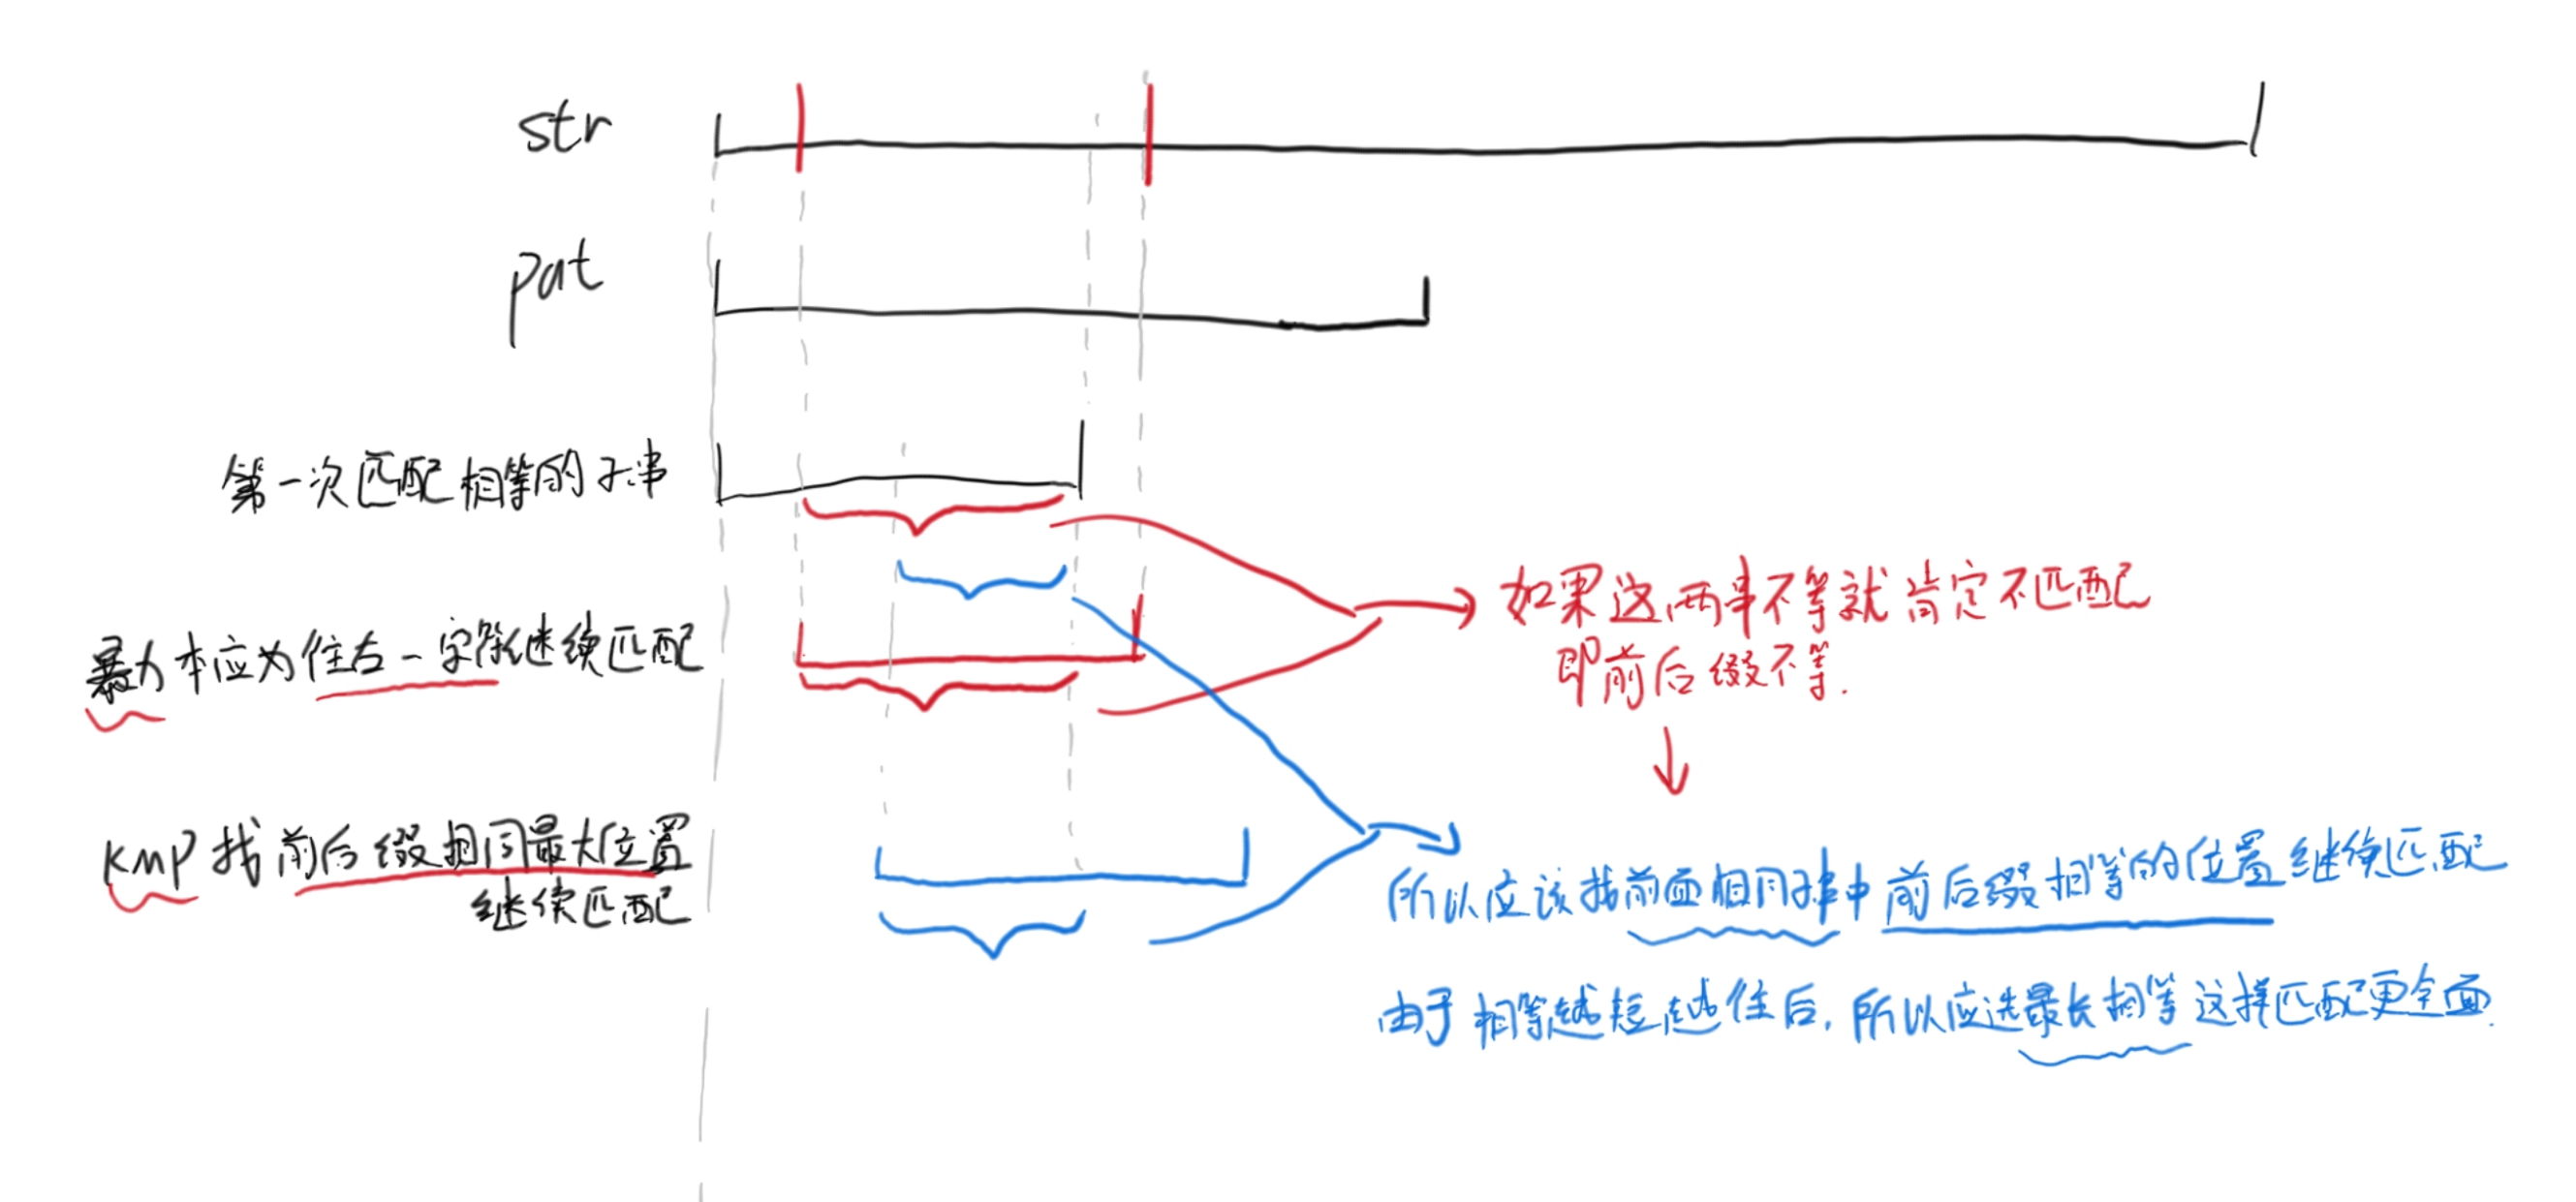 str
pat
第一次匹配相等的子串
暴力本应为往右一字符继续匹配
如果这两串不等就肯定不匹配
即前后缀不等.
kmp找前后缀相同最大位置
继续匹配
所以应该找前面相同子串中前后缀相等的位置继续匹配
由于相等越短越往后,所以应选最长相等这样匹配更全面.